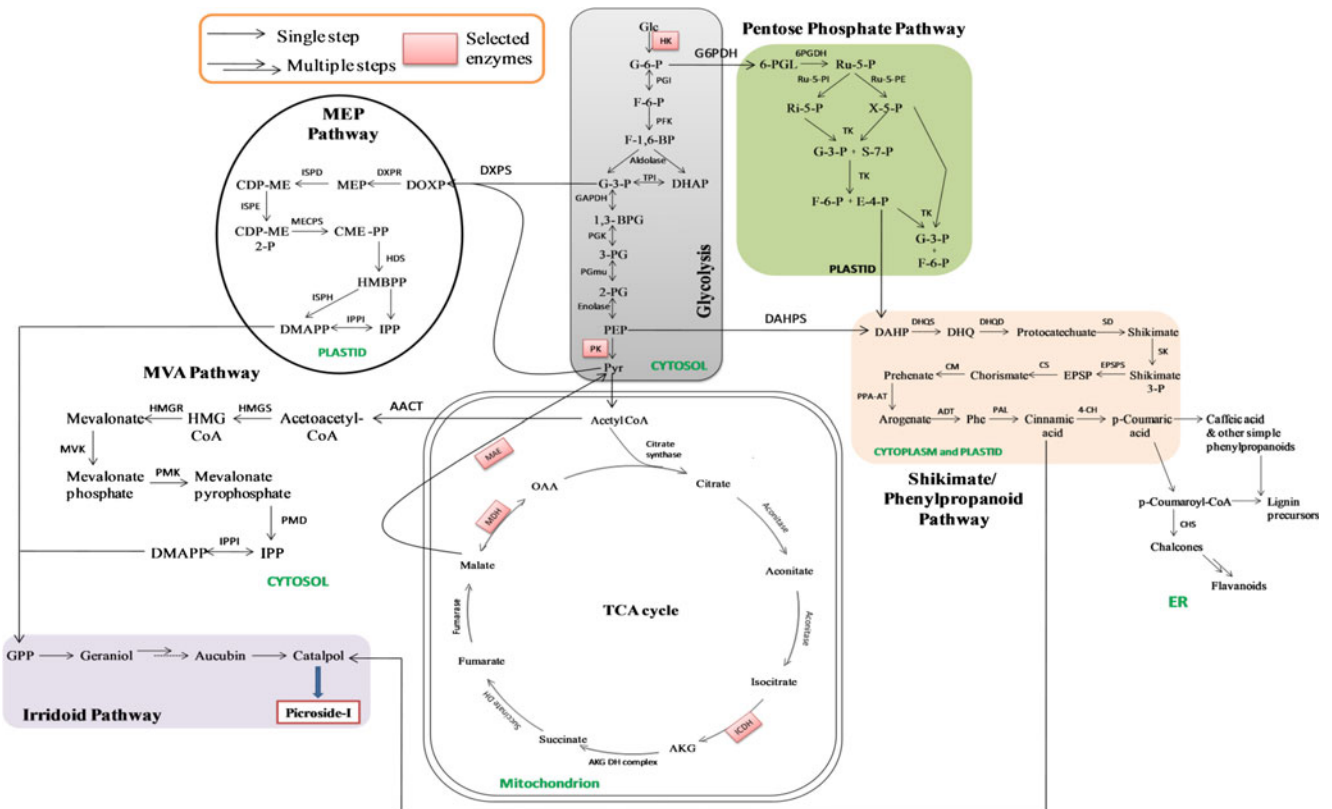 Single step
Multiple steps
Selected
enzymes
MEP
Pathway
CDP-ME
ISPD
MEP
DXPR
DOXP
ISPE
CDP-ME
2-P
MECPS
CME-PP
HDS
HMBPP
ISPH
DMAPP
IPPI
IPP
PLASTID
DXPS
Glc
HK
G-6-P
PGI
F-6-P
PFK
F-1,6-BP
Aldolase
G-3-P
TPI
DHAP
GAPDH
1,3-BPG
PGK
3-PG
PGmu
2-PG
Enolase
PEP
PK
Pyr
Glycolysis
CYTOSOL
G6PDH
Pentose Phosphate Pathway
6-PGL
6PGDH
Ru-5-P
Ru-5-PI
Ru-5-PE
Ri-5-P
X-5-P
TK
G-3-P + S-7-P
TK
F-6-P + E-4-P
TK
G-3-P
+
F-6-P
PLASTID
DAHPS
DAHP
DHQS
DHQ
DHQD
Protocatechuate
SD
Shikimate
SK
Prehenate
CM
Chorismate
CS
EPSP
EPSPS
Shikimate
3-P
PPA-AT
Arogenate
ADT
Phe
PAL
Cinnamic
acid
4-CH
p-Coumaric
acid
Caffeic acid
& other simple
phenylpropanoids
CYTOPLASM and PLASTID
Shikimate/
Phenylpropanoid
Pathway
p-Coumaroyl-CoA
Lignin
precursors
CHS
Chalcones
Flavanoids
ER
MVA Pathway
Mevalonate
HMGR
HMG
CoA
HMGS
Acetoacetyl-
CoA
AACT
MVK
Mevalonate
phosphate
PMK
Mevalonate
pyrophosphate
PMD
DMAPP
IPPI
IPP
CYTOSOL
Acetyl CoA
Citrate
synthase
MAE
OAA
Citrate
MDH
Aconitase
Malate
Aconitate
TCA cycle
Fumarase
Aconitase
Fumarate
Isocitrate
Succinate DH
ICDH
Succinate
AKG DH complex
AKG
Mitochondrion
GPP
Geraniol
Aucubin
Catalpol
Picroside-I
Irridoid Pathway